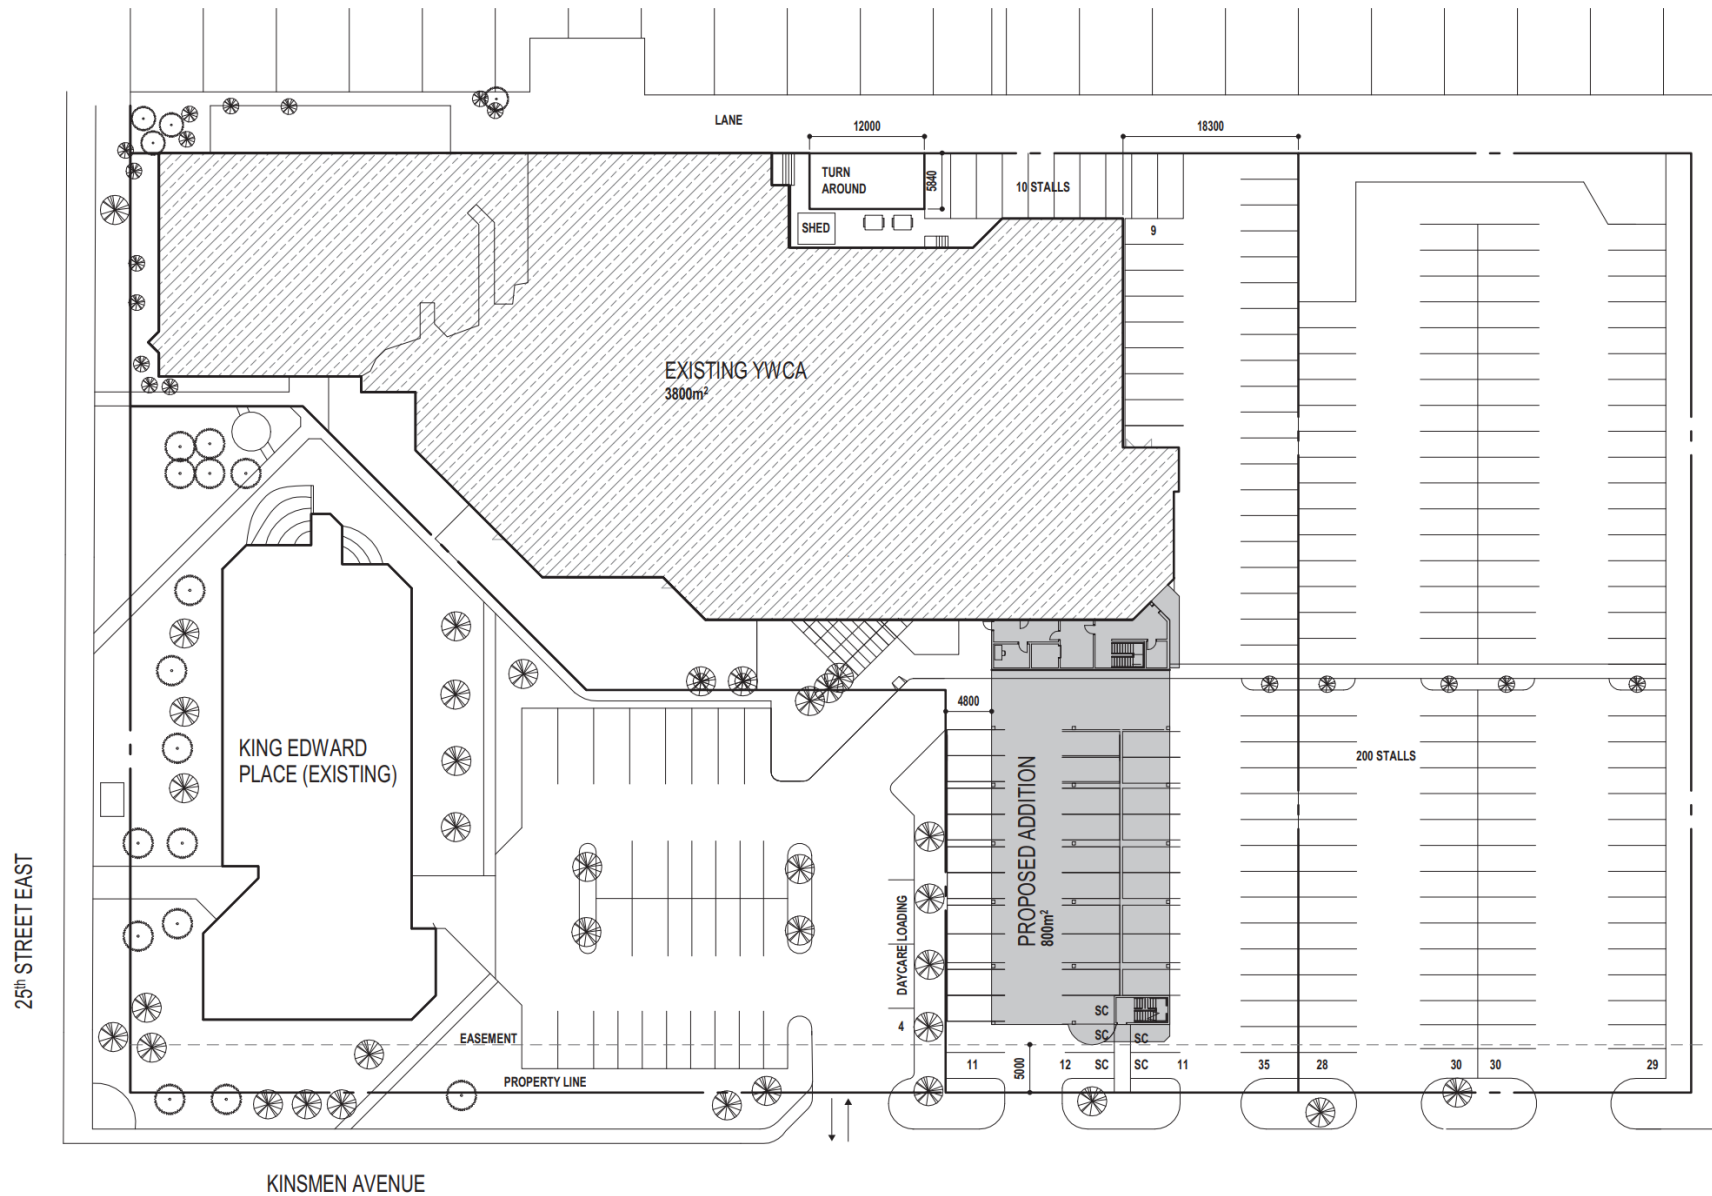 LANE
12000
18300
TURN
AROUND
5840
10 STALLS
SHED
9
EXISTING YWCA
3800m²
4800
KING EDWARD
PLACE (EXISTING)
200 STALLS
PROPOSED ADDITION
800m²
25th STREET EAST
DAYCARE LOADING
SC
4
EASEMENT
SC
SC
5000
11
12
SC
SC
11
35
28
30
30
29
PROPERTY LINE
KINSMEN AVENUE